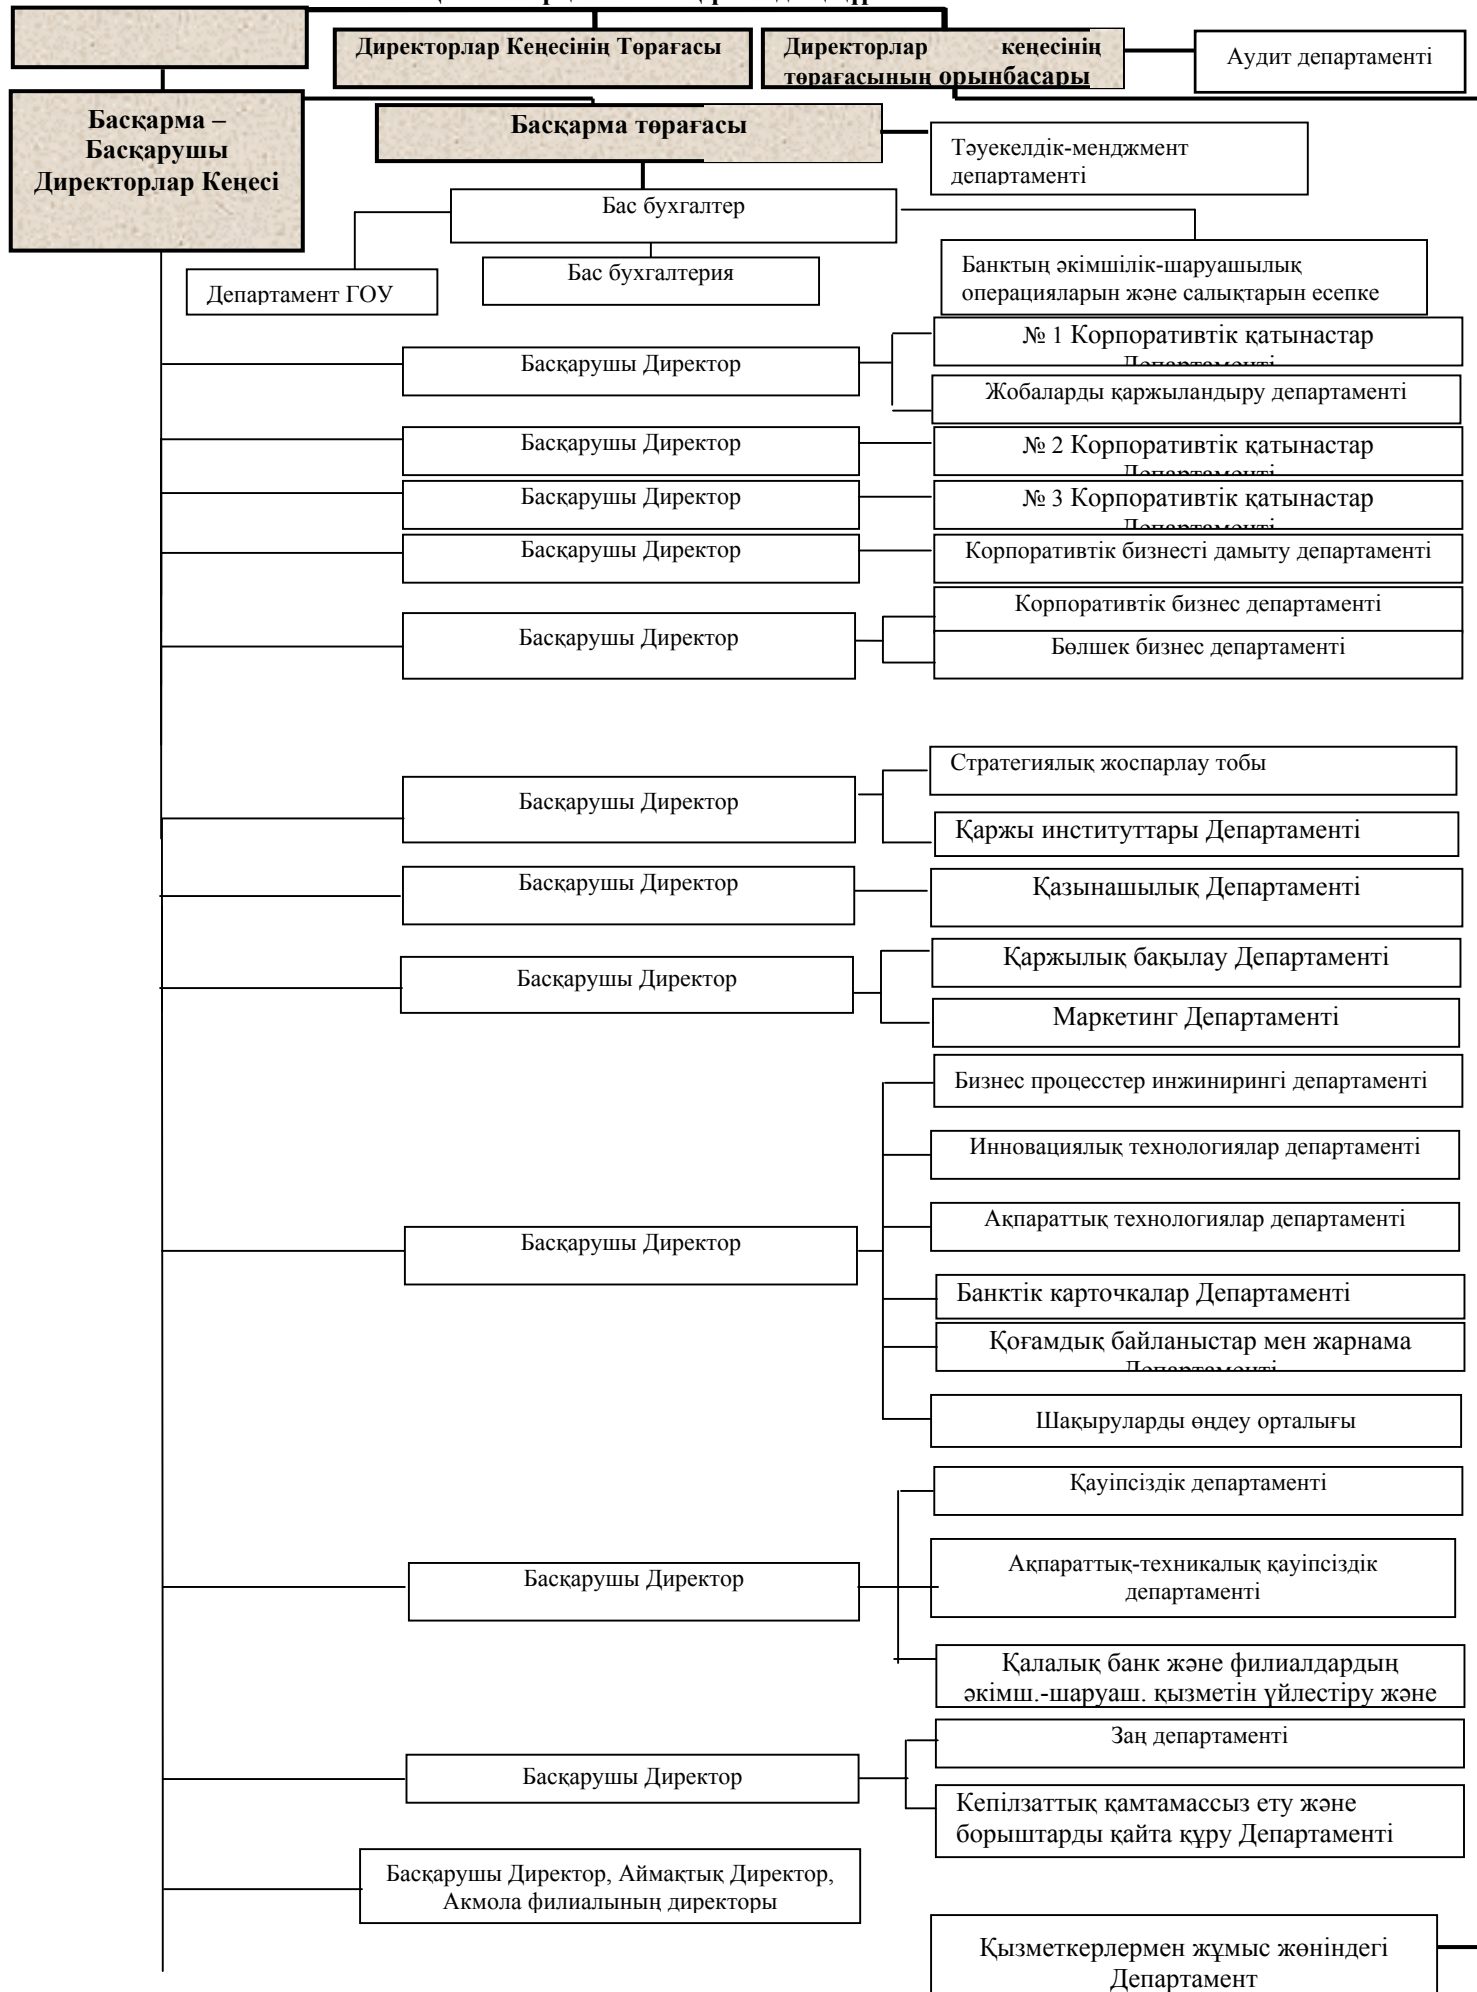 Директорлар Кеңесінің Төрағасы
Директорлар кеңесінің
төрағасының орынбасары
Аудит департаменті
Басқарма –
Басқарушы
Директорлар Кеңесі
Басқарма төрағасы
Тәуекелдік-менджмент
департаменті
Бас бухгалтер
Бас бухгалтерия
Департамент ГОУ
Банктың әкімшілік-шаруашылық
операцияларын және салықтарын есепке
Басқарушы Директор
№ 1 Корпоративтік қатынастар
Департаменті
Жобаларды қаржыландыру департаменті
Басқарушы Директор
№ 2 Корпоративтік қатынастар
Департаменті
Басқарушы Директор
№ 3 Корпоративтік қатынастар
Департаменті
Басқарушы Директор
Корпоративтік бизнесті дамыту департаменті
Басқарушы Директор
Корпоративтік бизнес департаменті
Бөлшек бизнес департаменті
Басқарушы Директор
Стратегиялық жоспарлау тобы
Қаржы институттары Департаменті
Басқарушы Директор
Қазынашылық Департаменті
Басқарушы Директор
Қаржылық бақылау Департаменті
Маркетинг Департаменті
Басқарушы Директор
Бизнес процесстер инжинирингі департаменті
Инновациялық технологиялар департаменті
Ақпараттық технологиялар департаменті
Банктік карточкалар Департаменті
Қоғамдық байланыстар мен жарнама
Департаменті
Шақыруларды өңдеу орталығы
Басқарушы Директор
Қауіпсіздік департаменті
Ақпараттық-техникалық қауіпсіздік
департаменті
Қалалық банк және филиалдардың
әкімш.-шаруаш. қызметін үйлестіру және
Басқарушы Директор
Заң департаменті
Кепілзаттық қамтамассыз ету және
борыштарды қайта құру Департаменті
Басқарушы Директор, Аймақтық Директор,
Акмола филиалының директоры
Қызметкерлермен жұмыс жөніндегі
Департамент